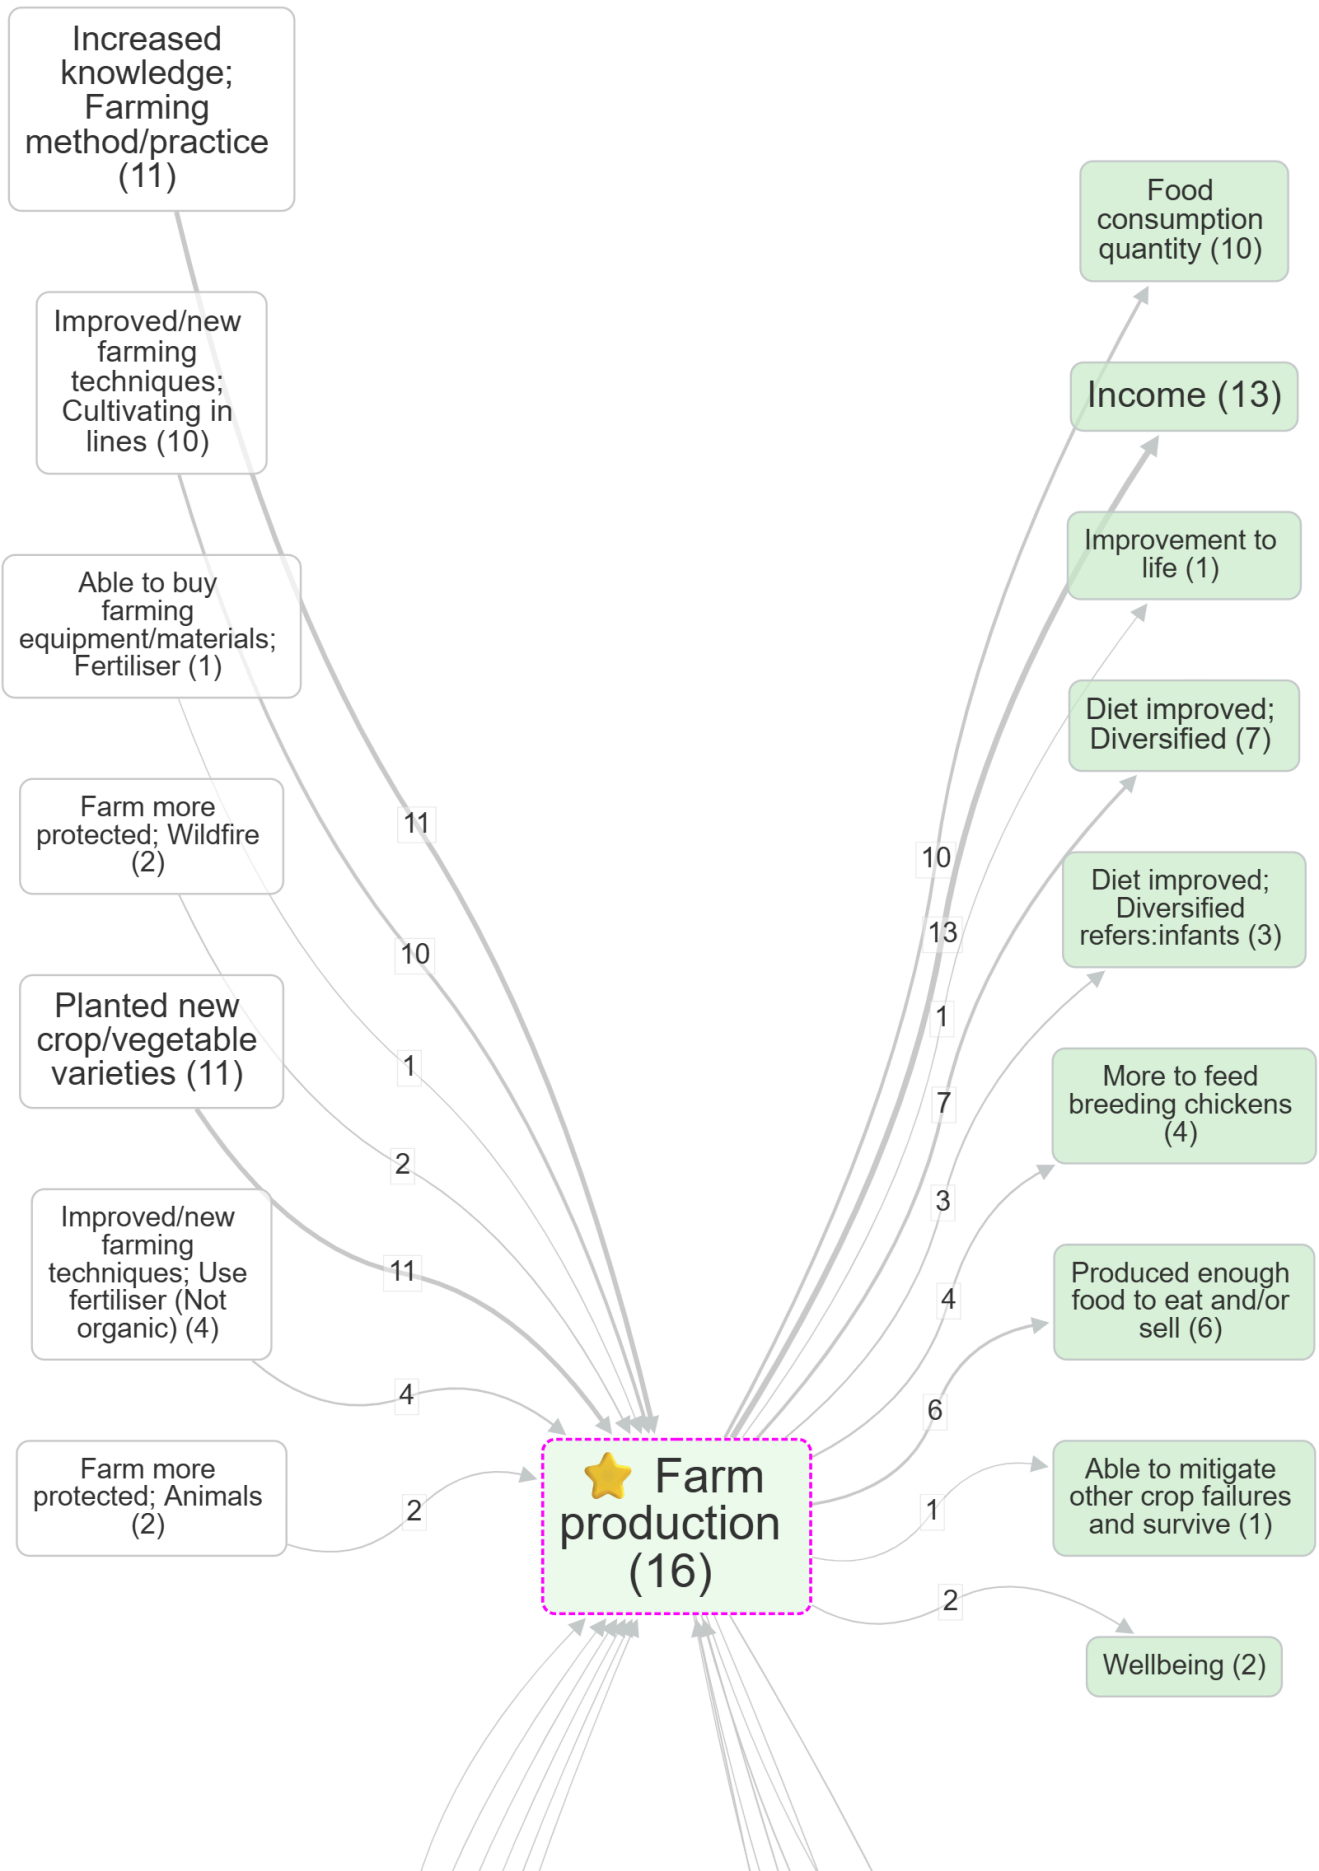 Increased
knowledge;
Farming
method/practice
(11)
Improved/new
farming
techniques;
Cultivating in
lines (10)
Able to buy
farming
equipment/materials;
Fertiliser (1)
Farm more
protected; Wildfire
(2)
Planted new
crop/vegetable
varieties (11)
Improved/new
farming
techniques; Use
fertiliser (Not
organic) (4)
Farm more
protected; Animals
(2)
11
10
1
2
11
4
2
Farm
production
(16)
10
13
1
7
3
4
6
1
2
Food
consumption
quantity (10)
Income (13)
Improvement to
life (1)
Diet improved;
Diversified (7)
Diet improved;
Diversified
refers:infants (3)
More to feed
breeding chickens
(4)
Produced enough
food to eat and/or
sell (6)
Able to mitigate
other crop failures
and survive (1)
Wellbeing (2)